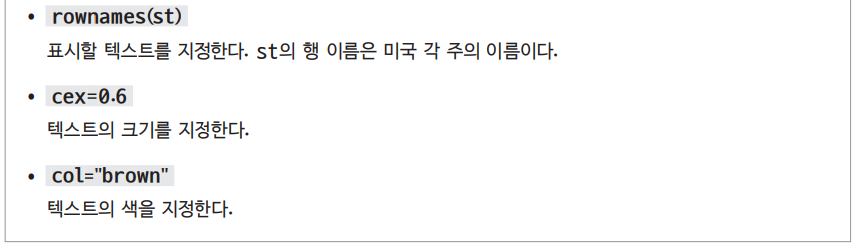 • rownames(st)
표시할 텍스트를 지정한다. st의 행 이름은 미국 각 주의 이름이다.
• cex=0.6
텍스트의 크기를 지정한다.
• col="brown"
텍스트의 색을 지정한다.